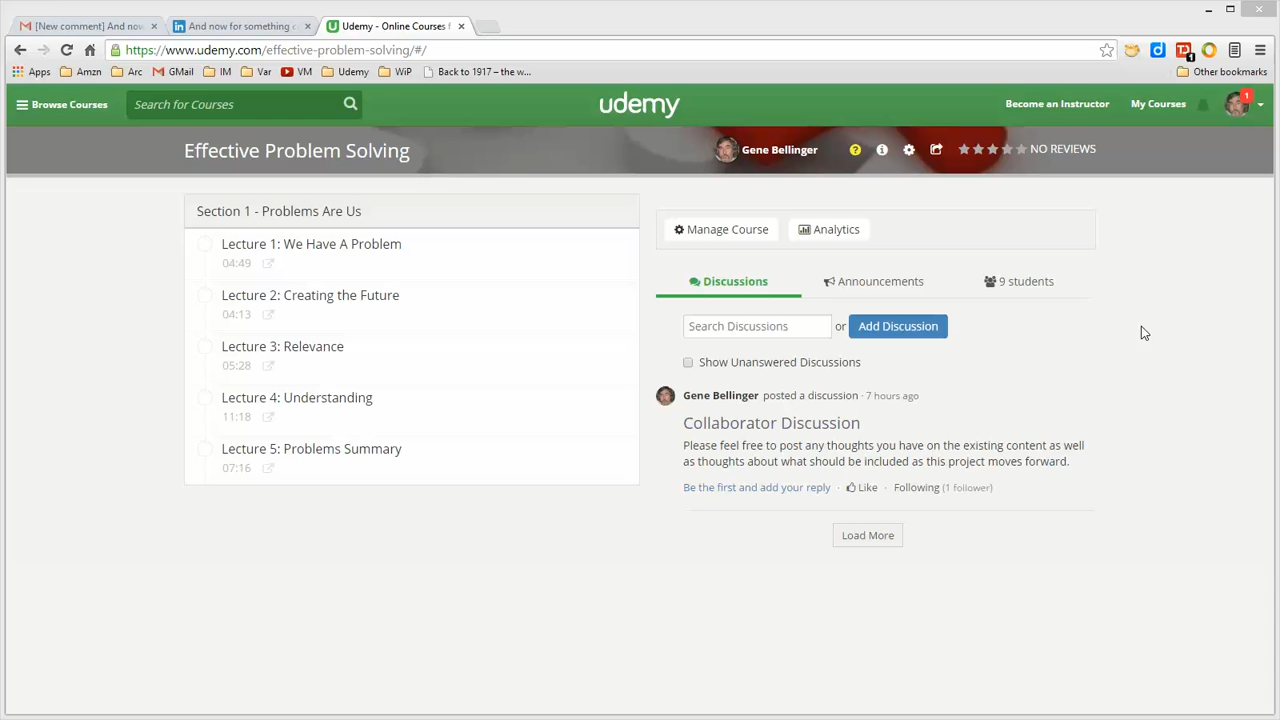 [New comment] And now
And now for something c
Udemy - Online Courses f
https://www.udemy.com/effective-problem-solving/#/
1
Apps Amzn Arc GMail IM Var VM Udemy WiP Back to 1917 – the w... Other bookmarks
Browse Courses Search for Courses udemy Become an Instructor My Courses 1
Effective Problem Solving Gene Bellinger ? NO REVIEWS
Section 1 - Problems Are Us
Lecture 1: We Have A Problem
04:49
Lecture 2: Creating the Future
04:13
Lecture 3: Relevance
05:28
Lecture 4: Understanding
11:18
Lecture 5: Problems Summary
07:16
Manage Course Analytics
Discussions Announcements 9 students
Search Discussions or Add Discussion
Show Unanswered Discussions
Gene Bellinger posted a discussion · 7 hours ago
Collaborator Discussion
Please feel free to post any thoughts you have on the existing content as well
as thoughts about what should be included as this project moves forward.
Be the first and add your reply · Like · Following (1 follower)
Load More